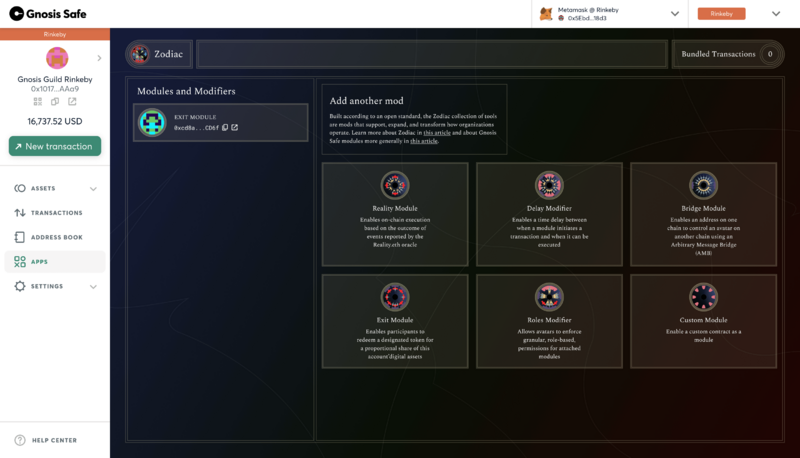 Gnosis Safe
Metamask @ Rinkeby
0x5Ebd...18d3
Rinkeby
Rinkeby
Gnosis Guild Rinkeby
0x1017...AAa9
16,737.52 USD
New transaction
ASSETS
TRANSACTIONS
ADDRESS BOOK
APPS
SETTINGS
HELP CENTER
Zodiac
Bundled Transactions 0
Modules and Modifiers
EXIT MODULE
0xcd8a...CD6f
Add another mod
Built according to an open standard, the Zodiac collection of tools
are mods that support, expand, and transform how organizations
operate. Learn more about Zodiac in this article and about Gnosis
Safe modules more generally in this article.
Reality Module
Enables on-chain execution
based on the outcome of
events reported by the
Reality.eth oracle
Delay Modifier
Enables a time delay between
when a module initiates a
transaction and when it can be
executed
Bridge Module
Enables an address on one
chain to control an avatar on
another chain using an
Arbitrary Message Bridge
(AMB)
Exit Module
Enables participants to
redeem a designated token for
a proportional share of this
account'digital assets
Roles Modifier
Allows avatars to enforce
granular, role-based,
permissions for attached
modules
Custom Module
Enable a custom contract as a
module